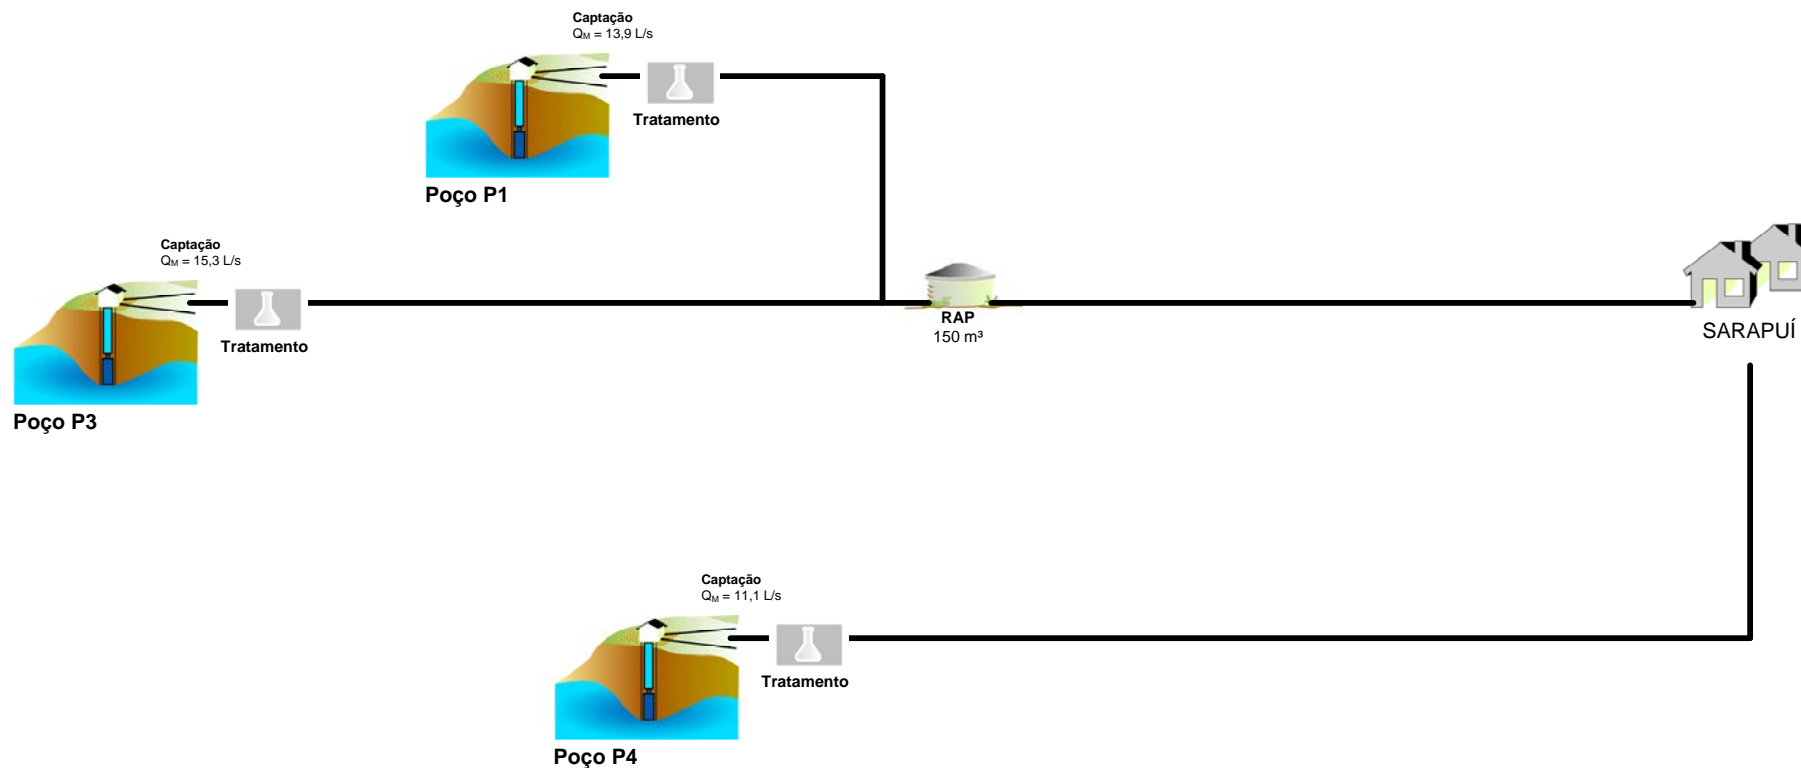 Captação
QM = 13,9 L/s
Tratamento
Poço P1
Captação
QM = 15,3 L/s
Tratamento
Poço P3
RAP
150 m³
SARAPUÍ
Captação
QM = 11,1 L/s
Tratamento
Poço P4